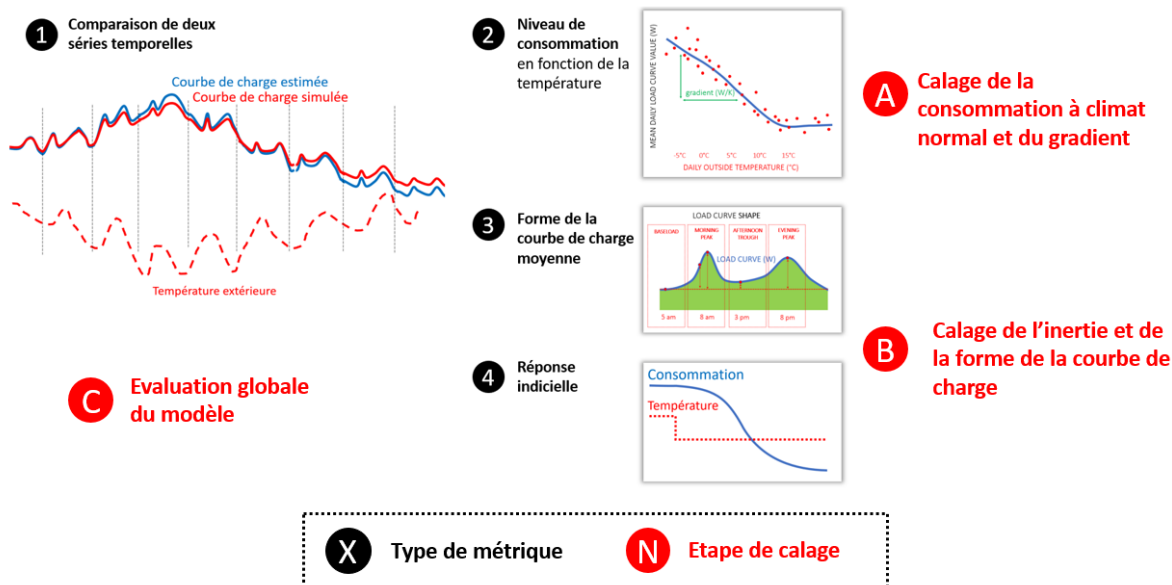 1 Comparaison de deux
séries temporelles
Courbe de charge estimée
Courbe de charge simulée
Température extérieure
C Evaluation globale
du modèle
2 Niveau de
consommation
en fonction de la
température
MEAN DAILY LOAD CURVE VALUE (W)
gradient (W/K)
-5°C 0°C 5°C 10°C 15°C
DAILY OUTSIDE TEMPERATURE (°C)
A Calage de la
consommation à climat
normal et du gradient
3 Forme de la
courbe de charge
moyenne
LOAD CURVE SHAPE
BASELOAD MORNING PEAK AFTERNOON TROUGH EVENING PEAK
LOAD CURVE (W)
5 am 8 am 3 pm 8 pm
B Calage de l'inertie et de
la forme de la courbe de
charge
4 Réponse
indicielle
Consommation
Température
X Type de métrique N Etape de calage